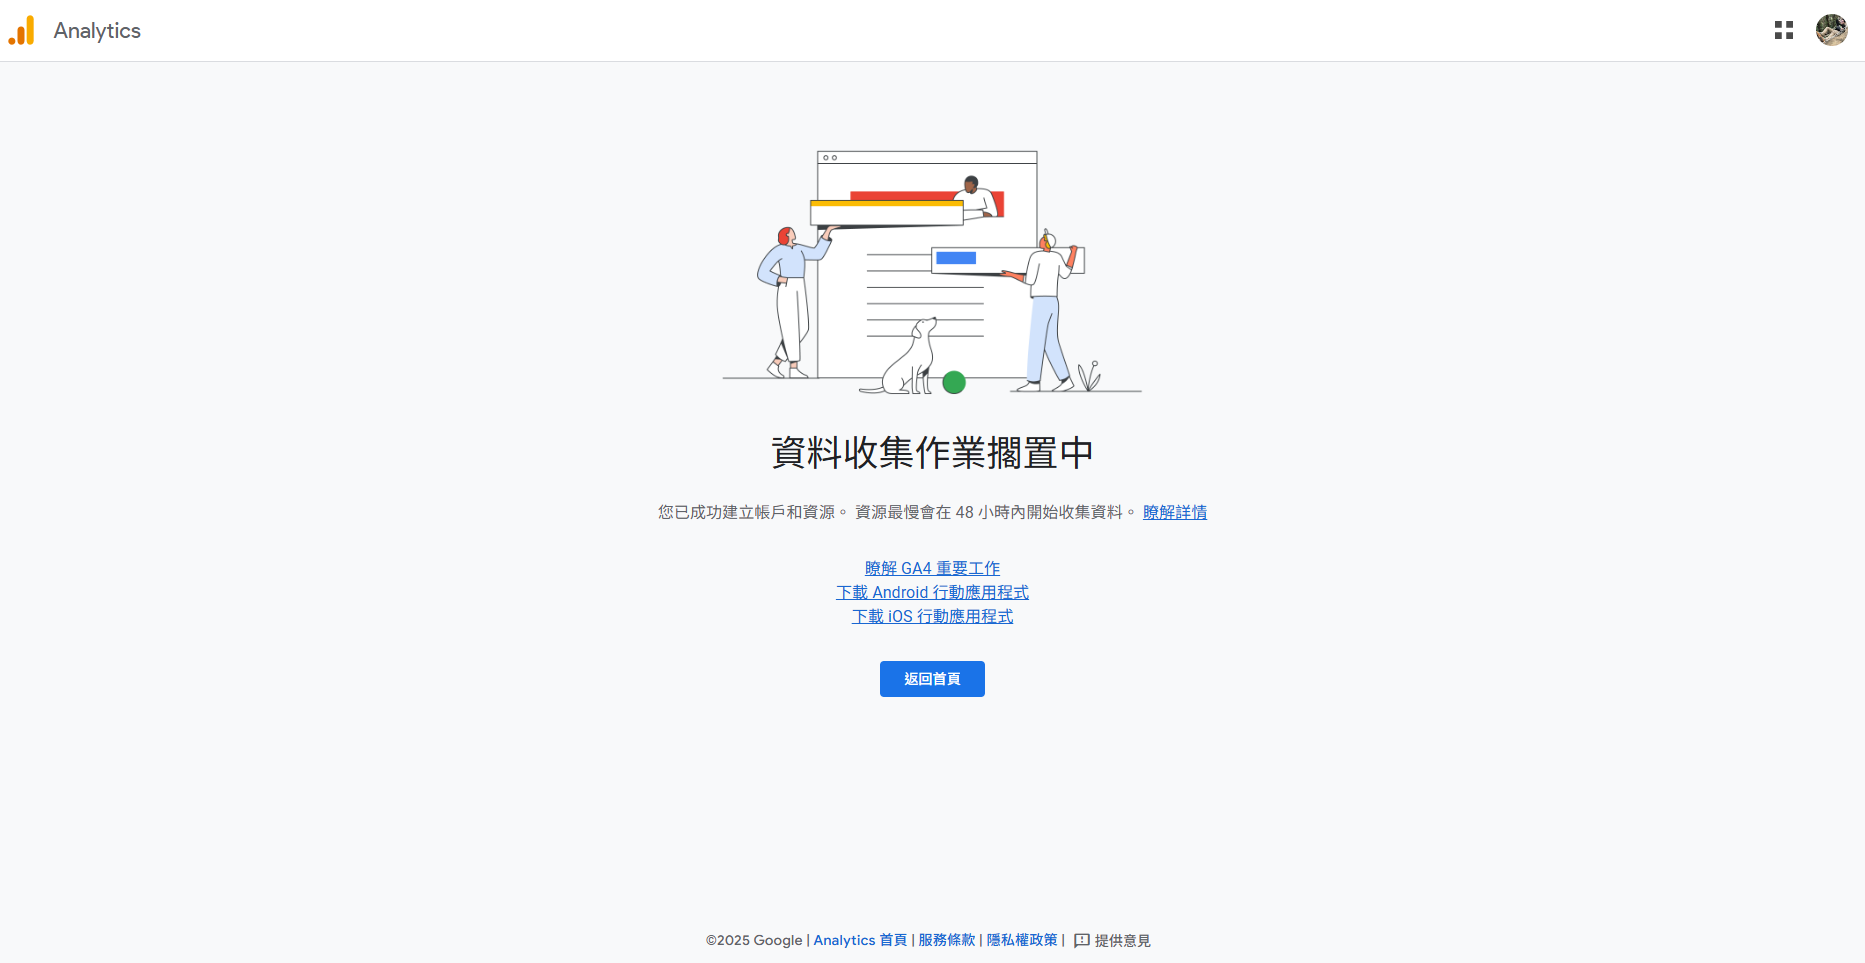 Analytics
資料收集作業擱置中
您已成功建立帳戶和資源。 資源最慢會在 48 小時內開始收集資料。 瞭解詳情
瞭解 GA4 重要工作
下載 Android 行動應用程式
下載 iOS 行動應用程式
返回首頁
©2025 Google | Analytics 首頁 | 服務條款 | 隱私權政策 | 提供意見